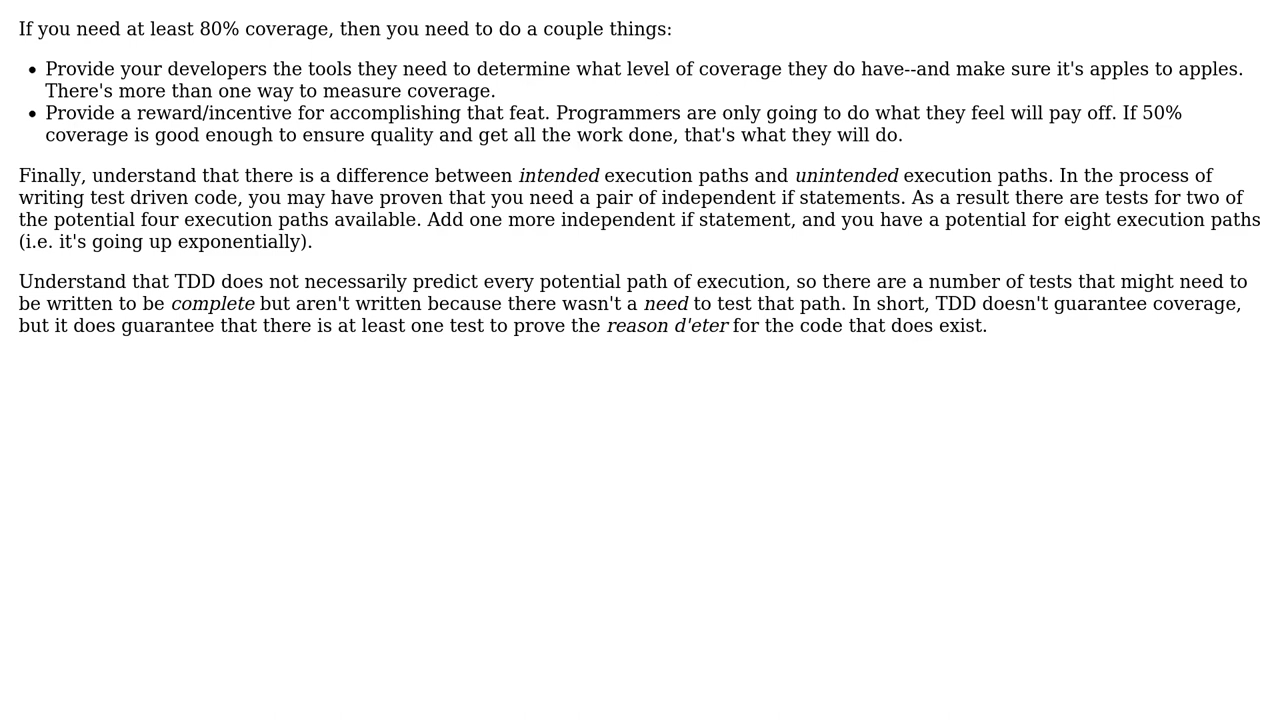 If you need at least 80% coverage, then you need to do a couple things:
• Provide your developers the tools they need to determine what level of coverage they do have--and make sure it's apples to apples.
There's more than one way to measure coverage.
• Provide a reward/incentive for accomplishing that feat. Programmers are only going to do what they feel will pay off. If 50%
coverage is good enough to ensure quality and get all the work done, that's what they will do.
Finally, understand that there is a difference between intended execution paths and unintended execution paths. In the process of
writing test driven code, you may have proven that you need a pair of independent if statements. As a result there are tests for two of
the potential four execution paths available. Add one more independent if statement, and you have a potential for eight execution paths
(i.e. it's going up exponentially).
Understand that TDD does not necessarily predict every potential path of execution, so there are a number of tests that might need to
be written to be complete but aren't written because there wasn't a need to test that path. In short, TDD doesn't guarantee coverage,
but it does guarantee that there is at least one test to prove the reason d'eter for the code that does exist.